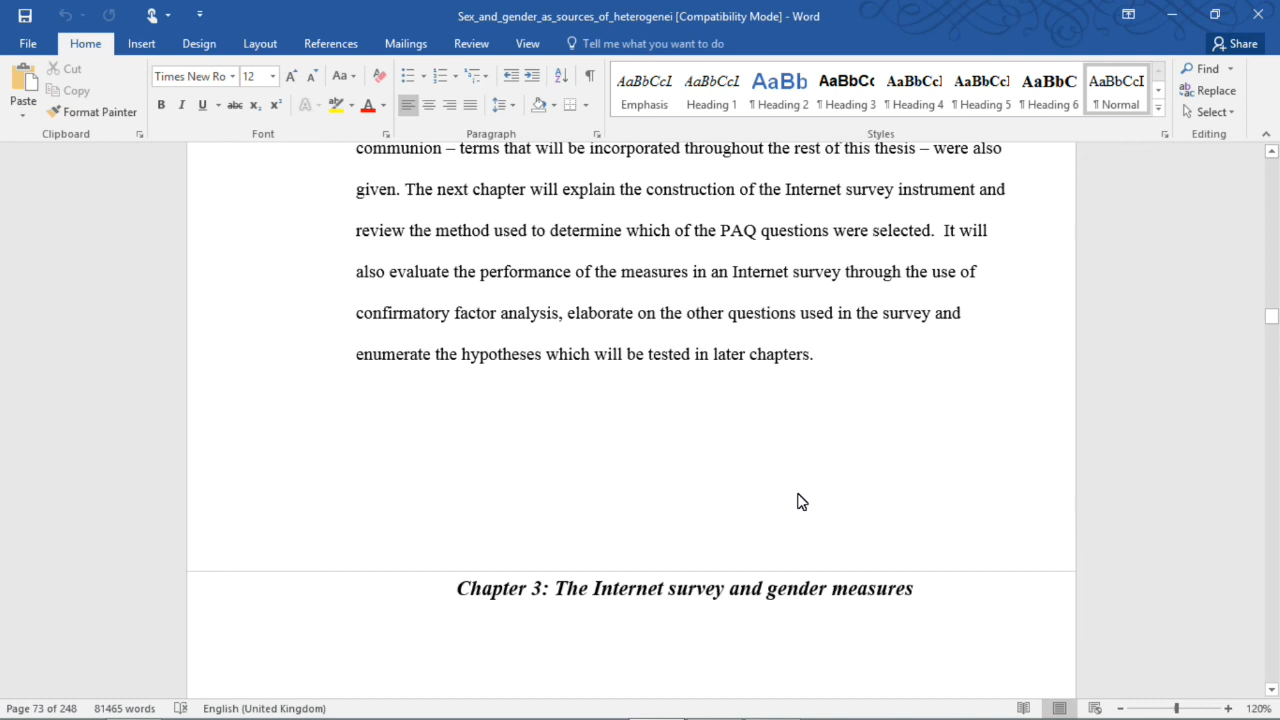 Sex_and_gender_as_sources_of_heterogenei [Compatibility Mode] - Word
File Home Insert Design Layout References Mailings Review View Tell me what you want to do Share
Paste
Cut
Copy
Format Painter
Clipboard
Times New Ro 12 Aa
B I U abc x₂ x² A A
Font
Paragraph
AaBbCcI AaBbCcL AaBb AaBbCc AaBbCcI AaBbCcI AaBbC AaBbCcI
Emphasis Heading 1 ¶ Heading 2 ¶ Heading 3 ¶ Heading 4 ¶ Heading 5 ¶ Heading 6 ¶ Normal
Styles
Find
Replace
Select
Editing
communion – terms that will be incorporated throughout the rest of this thesis – were also
given. The next chapter will explain the construction of the Internet survey instrument and
review the method used to determine which of the PAQ questions were selected.  It will
also evaluate the performance of the measures in an Internet survey through the use of
confirmatory factor analysis, elaborate on the other questions used in the survey and
enumerate the hypotheses which will be tested in later chapters.
Chapter 3: The Internet survey and gender measures
Page 73 of 248 81465 words English (United Kingdom) 120%